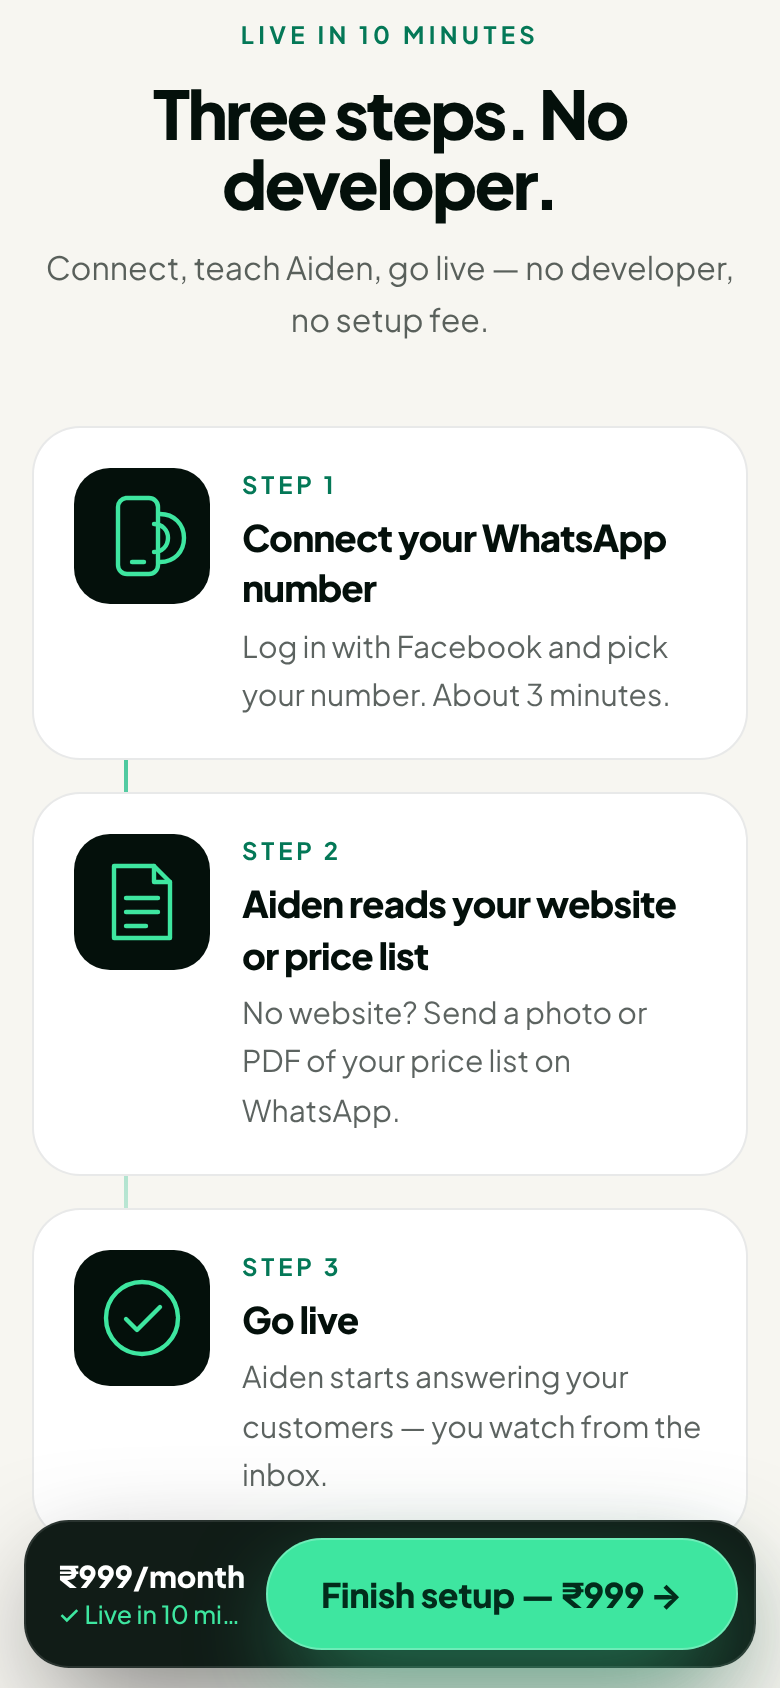 LIVE IN 10 MINUTES
Three steps. No
developer.
Connect, teach Aiden, go live — no developer,
no setup fee.
STEP 1
Connect your WhatsApp
number
Log in with Facebook and pick
your number. About 3 minutes.
STEP 2
Aiden reads your website
or price list
No website? Send a photo or
PDF of your price list on
WhatsApp.
STEP 3
Go live
Aiden starts answering your
customers — you watch from the
inbox.
₹999/month
✓ Live in 10 mi...
Finish setup — ₹999 →